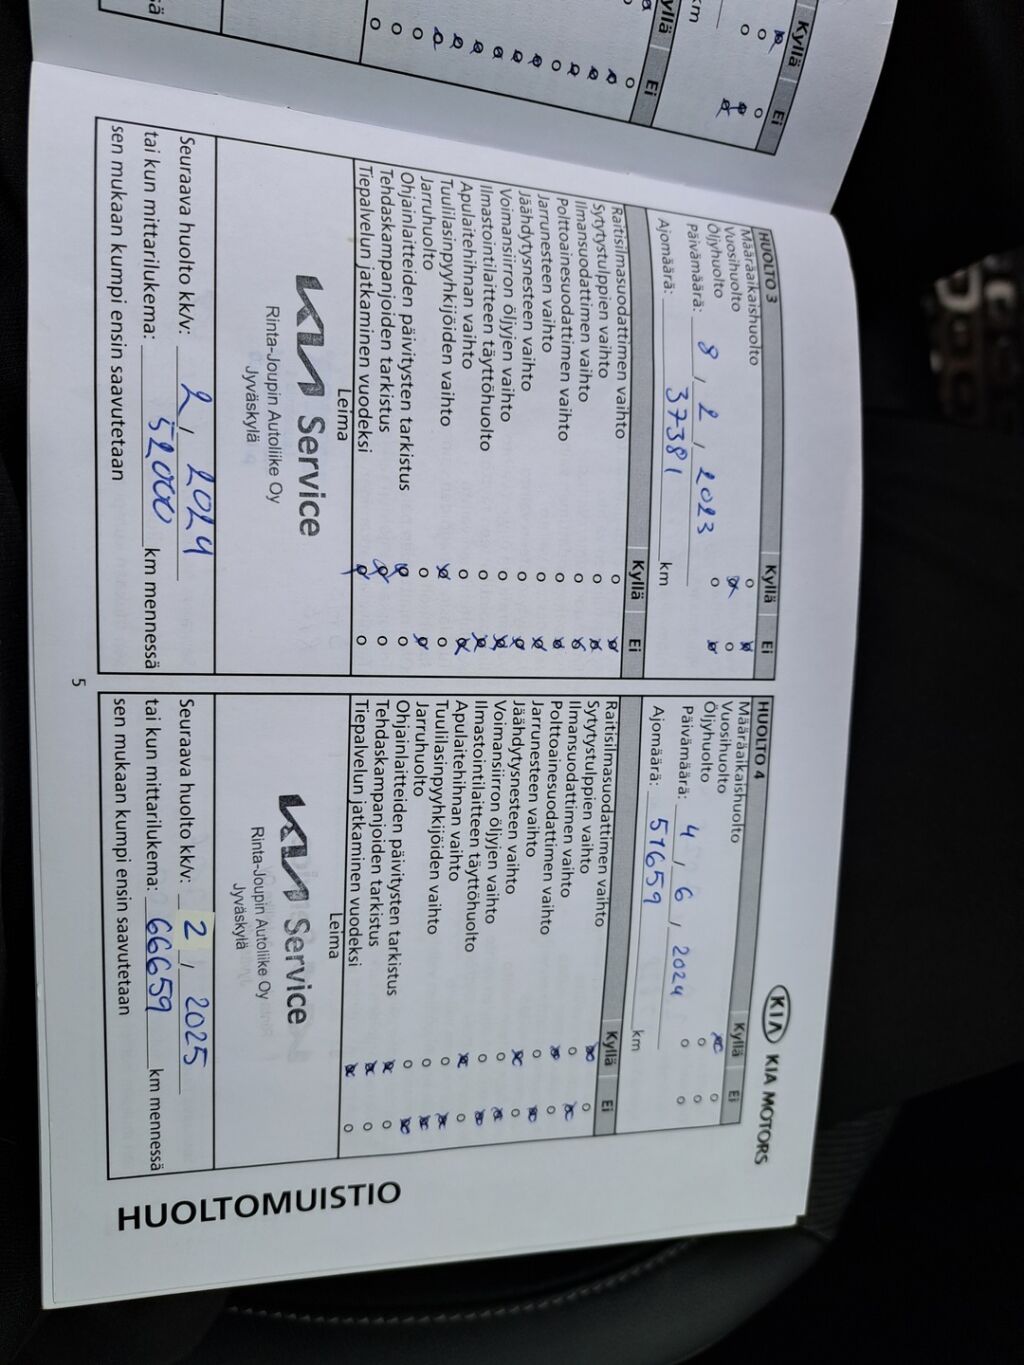 Kyllä
Ei
km
Kyllä
Ei
HUOLTO 3
Kyllä
Ei
Määräaikaishuolto
Vuosihuolto
Öljyhuolto
Päivämäärä: 8 / 2 / 2023
Ajomäärä: 37381 km
Kyllä
Ei
Raitisilmasuodattimen vaihto
Sytytystulppien vaihto
Ilmansuodattimen vaihto
Polttoainesuodattimen vaihto
Jarrunesteen vaihto
Jäähdytysnesteen vaihto
Voimansiirron öljyjen vaihto
Ilmastointilaitteen täyttöhuolto
Apulaitehihnan vaihto
Tuulilasinpyyhkijöiden vaihto
Jarruhuolto
Ohjainlaitteiden päivitysten tarkistus
Tehdaskampanjoiden tarkistus
Tiepalvelun jatkaminen vuodeksi
Leima
KIA Service
Rinta-Joupin Autoliike Oy
Jyväskylä
Seuraava huolto kk/v: 2 / 2024
tai kun mittarilukema: 52000 km mennessä
sen mukaan kumpi ensin saavutetaan
5
KIA KIA MOTORS
HUOLTO 4
Kyllä
Ei
Määräaikaishuolto
Vuosihuolto
Öljyhuolto
Päivämäärä: 4 / 6 / 2024
Ajomäärä: 51659 km
Kyllä
Ei
Raitisilmasuodattimen vaihto
Sytytystulppien vaihto
Ilmansuodattimen vaihto
Polttoainesuodattimen vaihto
Jarrunesteen vaihto
Jäähdytysnesteen vaihto
Voimansiirron öljyjen vaihto
Ilmastointilaitteen täyttöhuolto
Apulaitehihnan vaihto
Tuulilasinpyyhkijöiden vaihto
Jarruhuolto
Ohjainlaitteiden päivitysten tarkistus
Tehdaskampanjoiden tarkistus
Tiepalvelun jatkaminen vuodeksi
Leima
KIA Service
Rinta-Joupin Autoliike Oy
Jyväskylä
Seuraava huolto kk/v: 2 / 2025
tai kun mittarilukema: 66659 km mennessä
sen mukaan kumpi ensin saavutetaan
HUOLTOMUISTIO